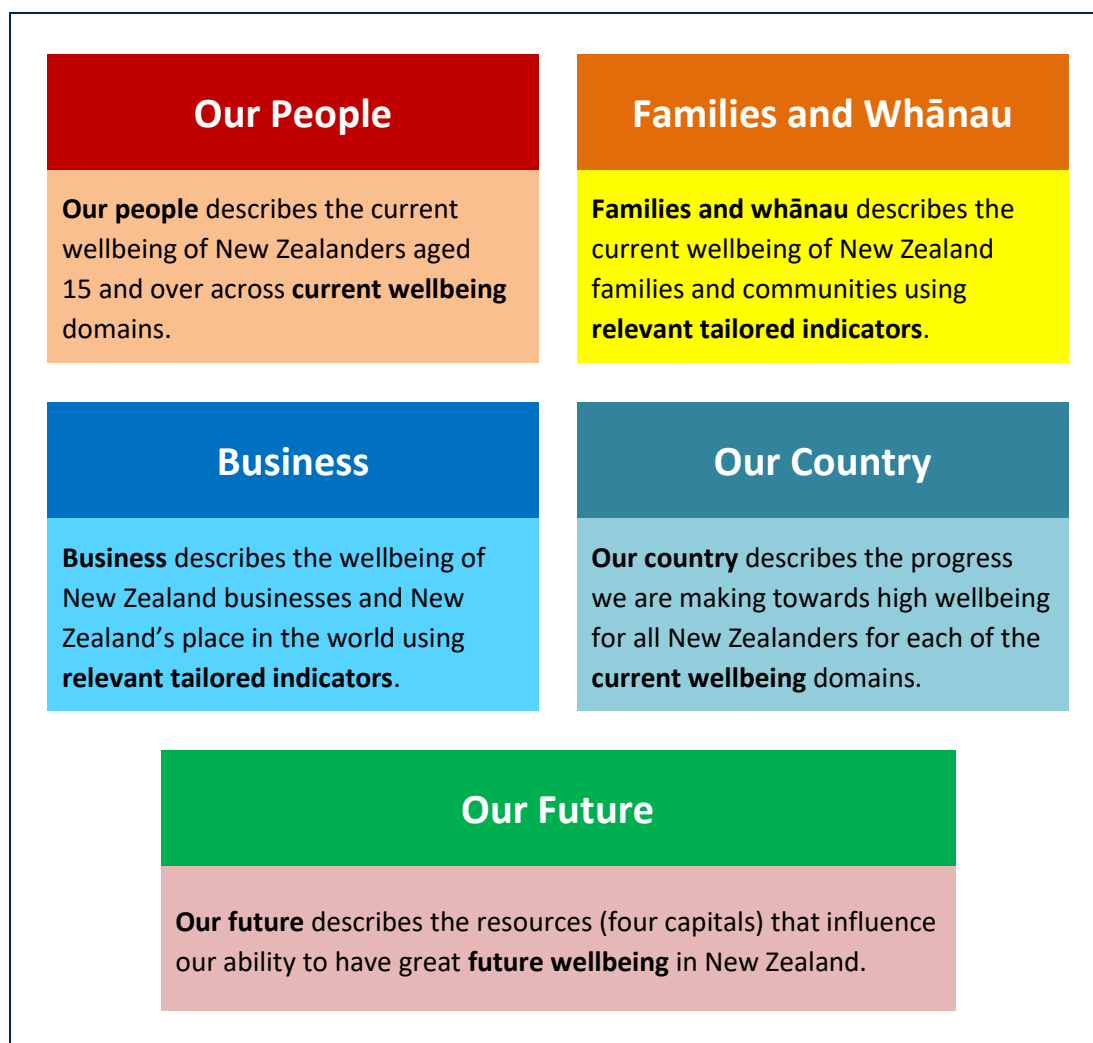 Our People
Our people describes the current
wellbeing of New Zealanders aged
15 and over across current wellbeing
domains.
Families and Whānau
Families and whānau describes the
current wellbeing of New Zealand
families and communities using
relevant tailored indicators.
Business
Business describes the wellbeing of
New Zealand businesses and New
Zealand’s place in the world using
relevant tailored indicators.
Our Country
Our country describes the progress
we are making towards high wellbeing
for all New Zealanders for each of the
current wellbeing domains.
Our Future
Our future describes the resources (four capitals) that influence
our ability to have great future wellbeing in New Zealand.